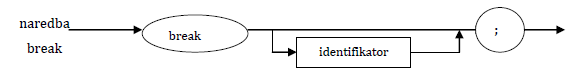 naredba
break
break
identifikator
;